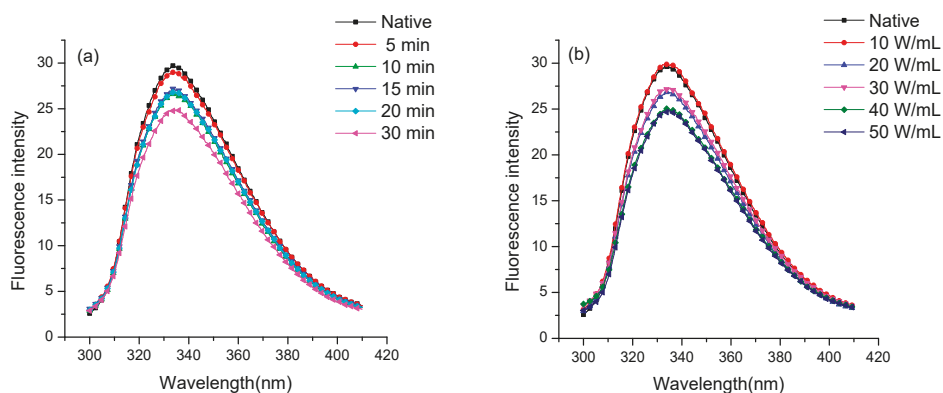 (a)
Native
5 min
10 min
15 min
20 min
30 min
Fluorescence intensity
30
25
20
15
10
5
0
300 320 340 360 380 400 420
Wavelength(nm)
(b)
Native
10 W/mL
20 W/mL
30 W/mL
40 W/mL
50 W/mL
Fluorescence intensity
30
25
20
15
10
5
0
300 320 340 360 380 400 420
Wavelength(nm)